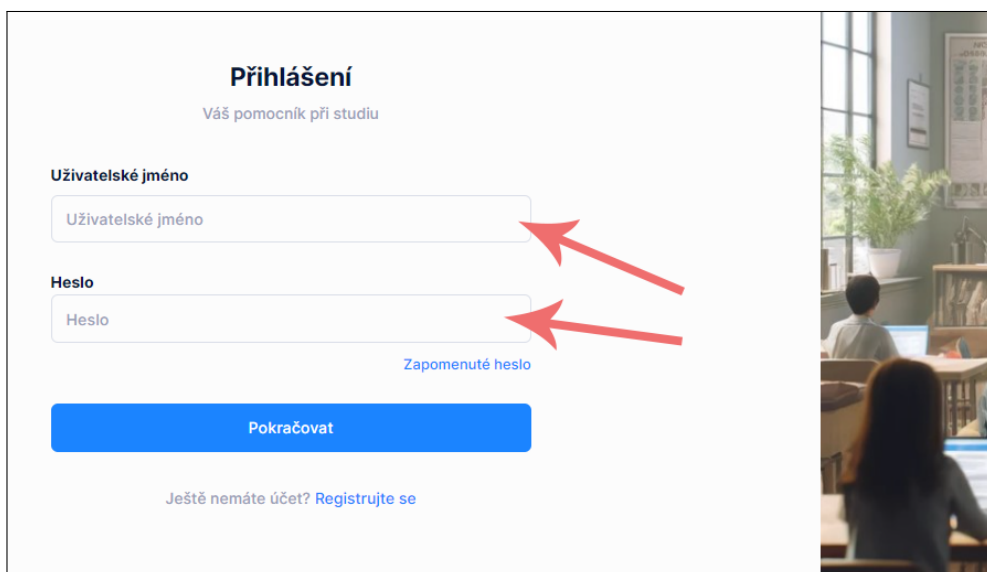 Přihlášení
Váš pomocník při studiu
Uživatelské jméno
Uživatelské jméno
Heslo
Heslo
Zapomenuté heslo
Pokračovat
Ještě nemáte účet? Registrujte se